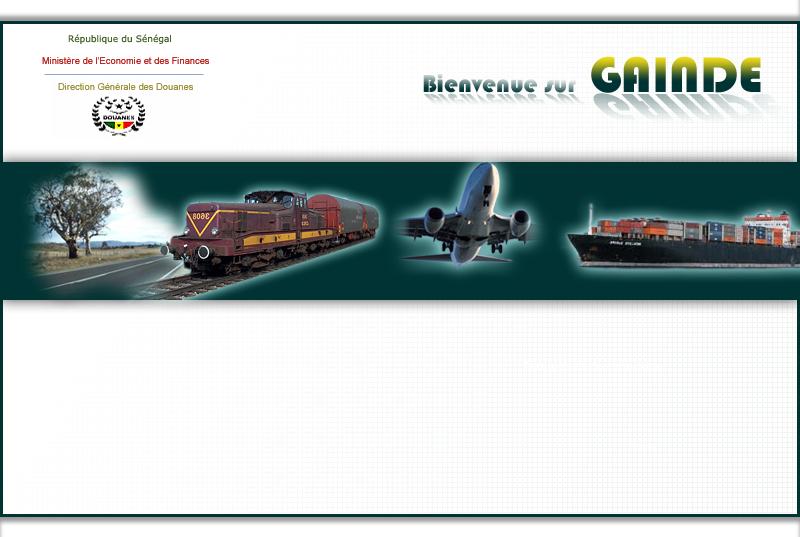 République du Sénégal
Ministère de l'Economie et des Finances
Direction Générale des Douanes
DOUANES
Bienvenue sur GAINDE